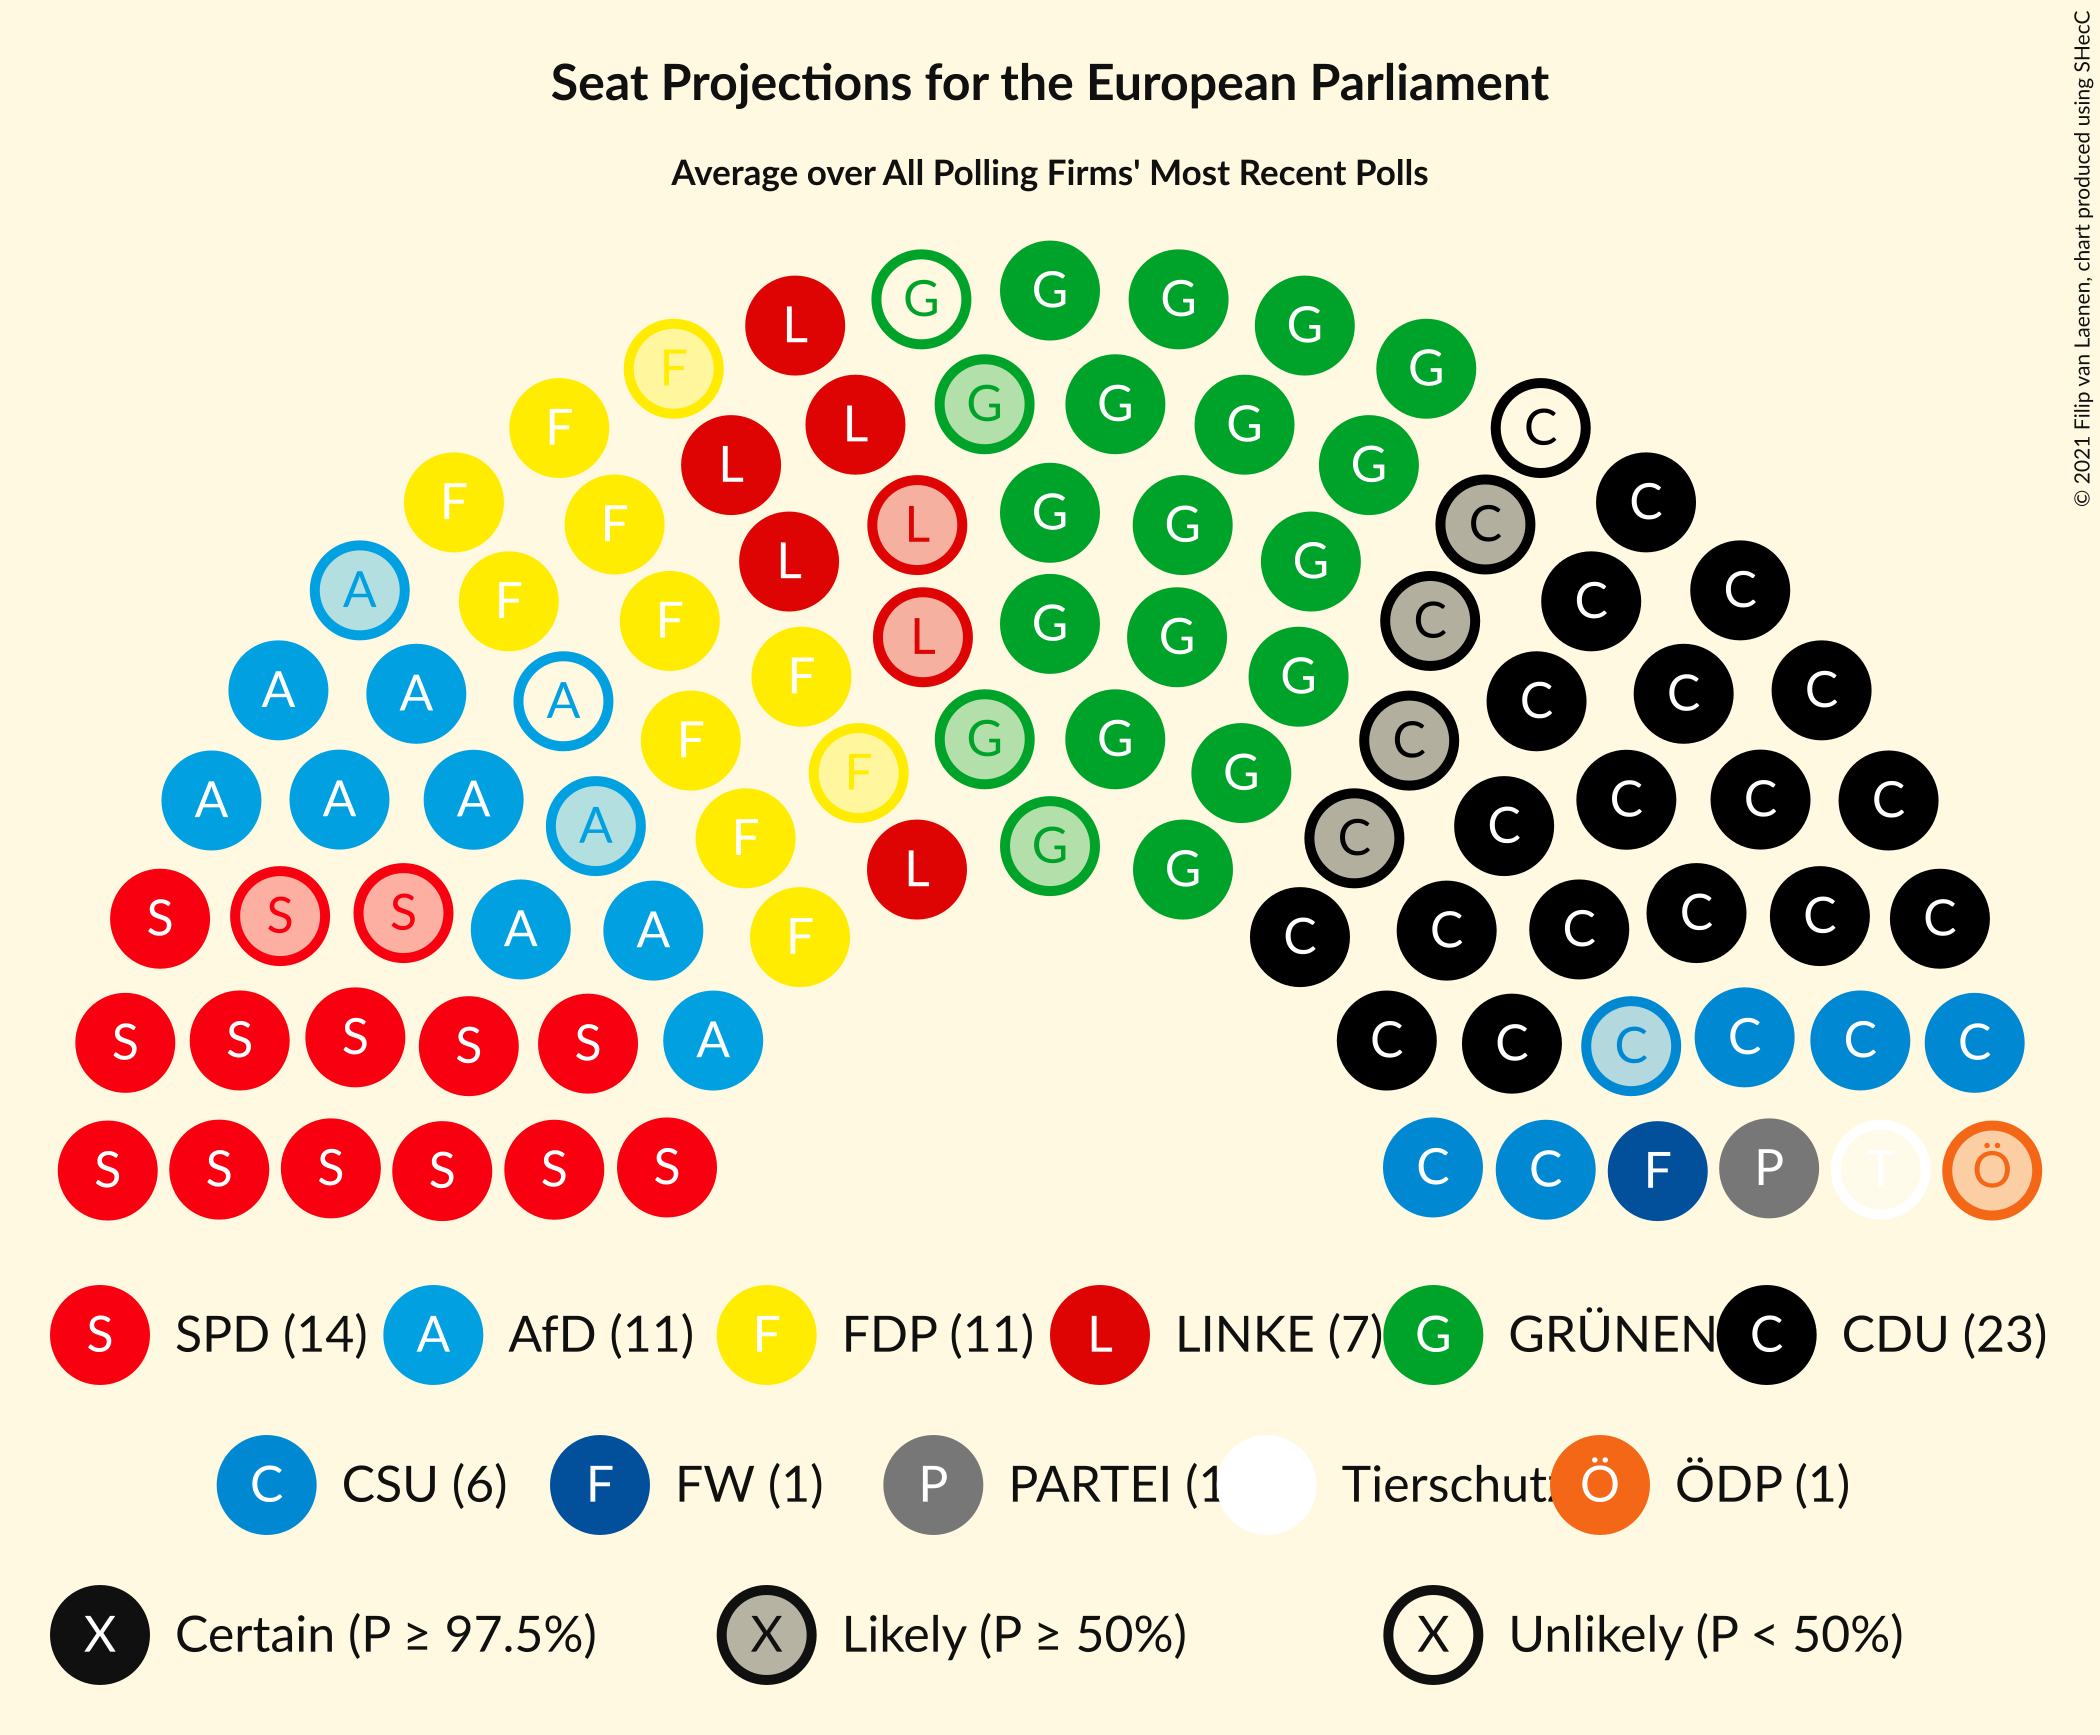 Seat Projections for the European Parliament
Average over All Polling Firms' Most Recent Polls
© 2021 Filip van Laenen, chart produced using SHecC
G G G G
L G
F G
F G G G C
L L G
F L G C C
F L G G
F G C
A F F L G G C C
A A A F G G C C C
F G G C
A A A F G C C C C
A F G C
S S S A A F L G C C C C C C
S S S S S A C C C C C C
S S S S S S C C F P T Ö
S SPD (14) A AfD (11) F FDP (11) L LINKE (7) G GRÜNEN C CDU (23)
C CSU (6) F FW (1) P PARTEI (1 Tierschutz Ö ÖDP (1)
X Certain (P ≥ 97.5%) X Likely (P ≥ 50%) X Unlikely (P < 50%)